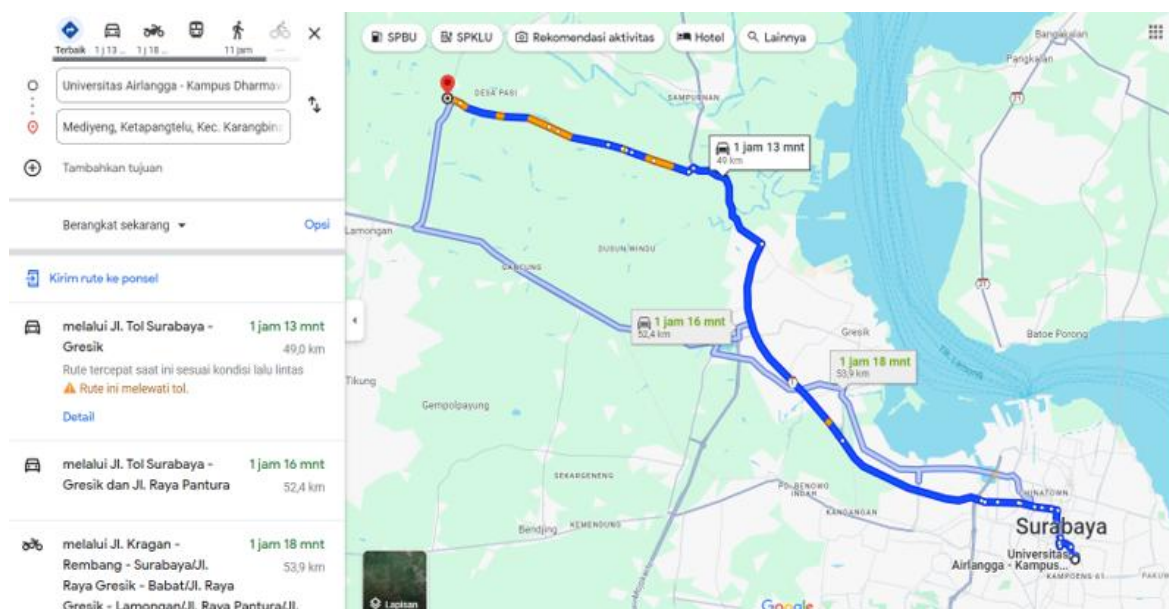 Terbaik 1 j 13 ... 1 j 18 ... 11 jam
Universitas Airlangga - Kampus
Mediyeng, Ketapangtelu, Kec.
Tambahkan tujuan
Berangkat sekarang
Opsi
Kirim rute ke ponsel
melalui Jl. Tol Surabaya - 1 jam 13 mnt
Gresik 49,0 km
Rute tercepat saat ini sesuai kondisi lalu lintas
Rute ini melewati tol.
Detail
melalui Jl. Tol Surabaya - 1 jam 16 mnt
Gresik dan Jl. Raya Pantura 52,4 km
melalui Jl. Kragan - 1 jam 18 mnt
Rembang - Surabaya/Jl. 53,9 km
Raya Gresik - Babat/Jl. Raya
Gresik - Lamongan/Jl. Raya Pantura/Jl.
SPBU
SPKLU
Rekomendasi aktivitas
Hotel
Lainnya
Bangkalan
Pangkalan
DESA PASI
SAMPURNAN
21
1 jam 13 mnt
49 km
Lamongan
DUSUN WINDU
GANCUNG
21
1 jam 16 mnt
52,4 km
Gresik
Batoe Porong
1 jam 18 mnt
53,9 km
Tikung
1
Gempolpayung
SEKARGENENG
Bendjing
KEMENDUNG
PD. BENOWO
INDAH
KANDANGAN
CHINATOWN
Surabaya
Universitas
Airlangga - Kampus...
KAMPOENG 61
Lapisan
Google